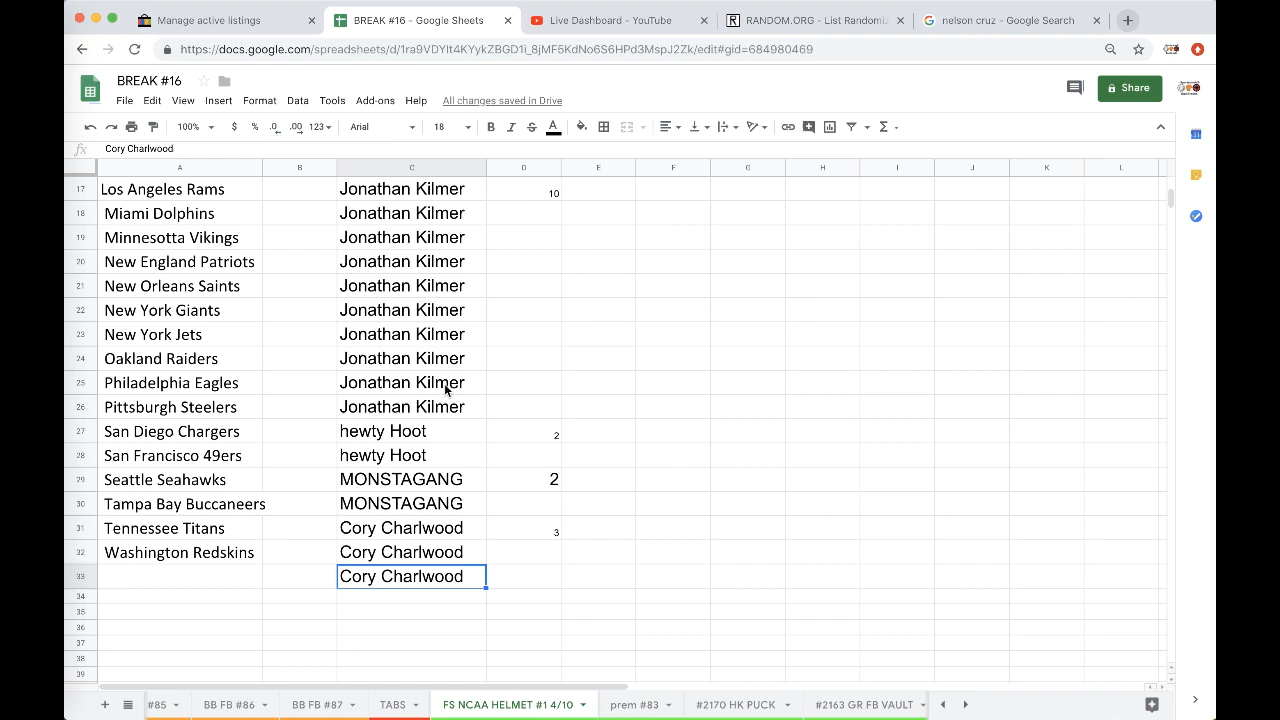 Manage active listings
BREAK #16 - Google Sheets
Live Dashboard - YouTube
RANDOM.ORG - List Randomiz
nelson cruz - Google Search
https://docs.google.com/spreadsheets/d/1ra9VDYIt4KYykZBGD1i_8jMF5KdNo6S6HPd3MspJ2Zk/edit#gid=684980469
BREAK #16
File Edit View Insert Format Data Tools Add-ons Help All changes saved in Drive
Share
100% $ % .0 .00 123 Arial 18 B I S A
fx Cory Charlwood
A B C D E F G H I J K L
17 Los Angeles Rams Jonathan Kilmer 10
18 Miami Dolphins Jonathan Kilmer
19 Minnesotta Vikings Jonathan Kilmer
20 New England Patriots Jonathan Kilmer
21 New Orleans Saints Jonathan Kilmer
22 New York Giants Jonathan Kilmer
23 New York Jets Jonathan Kilmer
24 Oakland Raiders Jonathan Kilmer
25 Philadelphia Eagles Jonathan Kilmer
26 Pittsburgh Steelers Jonathan Kilmer
27 San Diego Chargers hewty Hoot 2
28 San Francisco 49ers hewty Hoot
29 Seattle Seahawks MONSTAGANG 2
30 Tampa Bay Buccaneers MONSTAGANG
31 Tennessee Titans Cory Charlwood 3
32 Washington Redskins Cory Charlwood
33 Cory Charlwood
34
35
36
37
38
39
#85 BB FB #86 BB FB #87 TABS FSNCAA HELMET #1 4/10 prpm #83 #2170 HK PUCK #2163 GR FB VAULT